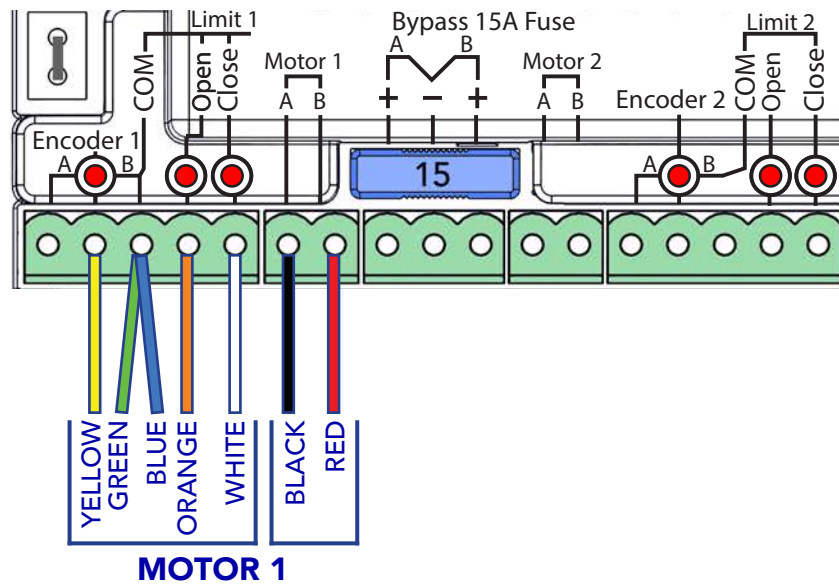 Limit 1
COM
Open
Close
Motor 1
A B
Bypass 15A Fuse
A B
+ − +
Motor 2
A B
Limit 2
COM
Open
Close
Encoder 1
A B
Encoder 2
A B
15
YELLOW
GREEN
BLUE
ORANGE
WHITE
BLACK
RED
MOTOR 1